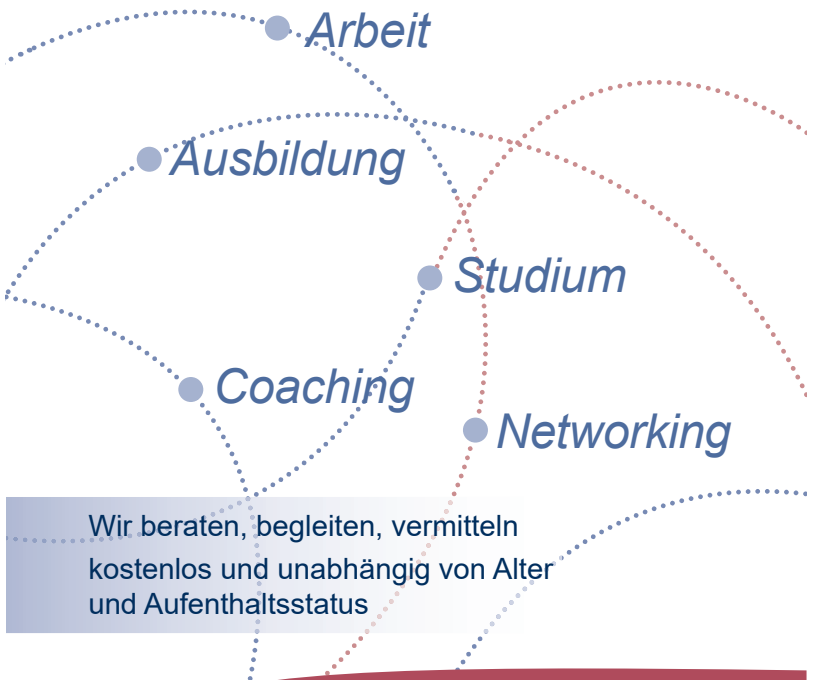 Arbeit
Ausbildung
Studium
Coaching
Networking
Wir beraten, begleiten, vermitteln
kostenlos und unabhängig von Alter
und Aufenthaltsstatus